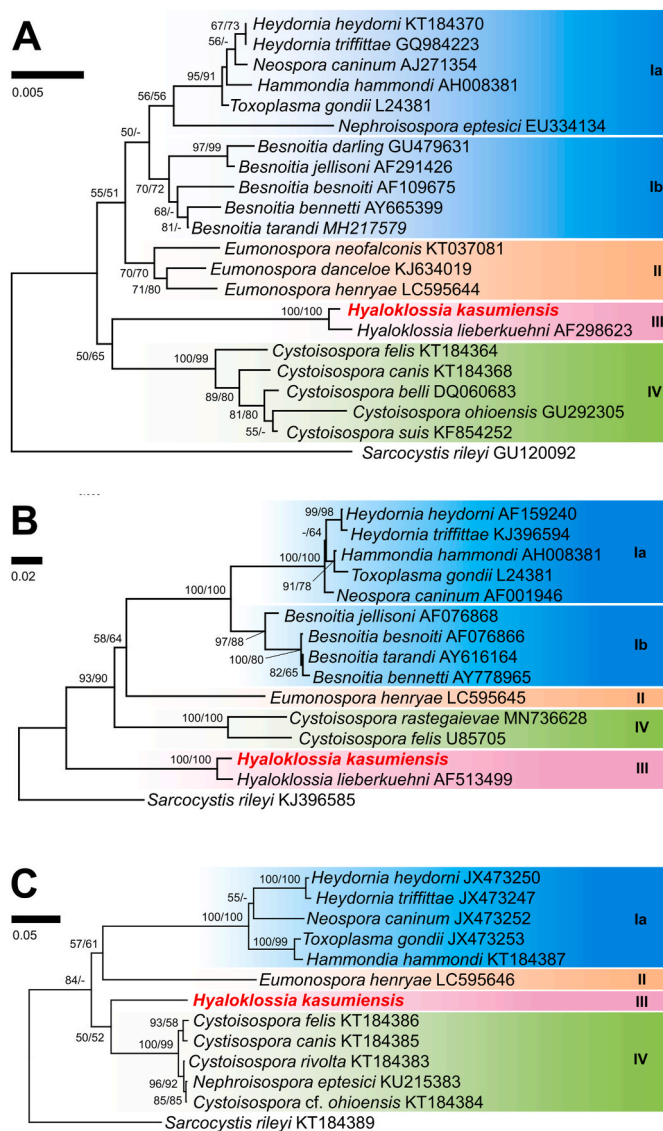 A
0.005
67/73
Heydornia heydorni KT184370
56/-
Heydornia triffittae GQ984223
Neospora caninum AJ271354
95/91
Hammondia hammondi AH008381
Ia
Toxoplasma gondii L24381
56/56
Nephroisospora eptesici EU334134
50/-
97/99
Besnoitia darling GU479631
Besnoitia jellisoni AF291426
Besnoitia besnoiti AF109675
Ib
70/72
Besnoitia bennetti AY665399
68/-
55/51
81/-
Besnoitia tarandi MH217579
Eumonospora neofalconis KT037081
70/70
Eumonospora danceloe KJ634019
II
71/80
Eumonospora henryae LC595644
100/100
Hyaloklossia kasumiensis
III
Hyaloklossia lieberkuehni AF298623
50/65
100/99
Cystoisospora felis KT184364
Cystoisospora canis KT184368
89/80
Cystoisospora belli DQ060683
IV
81/80
Cystoisospora ohioensis GU292305
55/-
Cystoisospora suis KF854252
Sarcocystis rileyi GU120092
B
0.02
99/98
Heydornia heydorni AF159240
-/64
Heydornia triffittae KJ396594
100/100
Hammondia hammondi AH008381
Ia
91/78
Toxoplasma gondii L24381
100/100
Neospora caninum AF001946
Besnoitia jellisoni AF076868
97/88
Besnoitia besnoiti AF076866
Ib
58/64
100/80
Besnoitia tarandi AY616164
82/65
Besnoitia bennetti AY778965
93/90
Eumonospora henryae LC595645
II
100/100
Cystoisospora rastegaievae MN736628
IV
Cystoisospora felis U85705
100/100
Hyaloklossia kasumiensis
III
Hyaloklossia lieberkuehni AF513499
Sarcocystis rileyi KJ396585
C
0.05
100/100
Heydornia heydorni JX473250
55/-
Heydornia triffittae JX473247
100/100
Neospora caninum JX473252
Ia
100/99
Toxoplasma gondii JX473253
57/61
Hammondia hammondi KT184387
84/-
Eumonospora henryae LC595646
II
Hyaloklossia kasumiensis
III
50/52
93/58
Cystoisospora felis KT184386
100/99
Cystisospora canis KT184385
Cystoisospora rivolta KT184383
IV
96/92
Nephroisospora eptesici KU215383
85/85
Cystoisospora cf. ohioensis KT184384
Sarcocystis rileyi KT184389